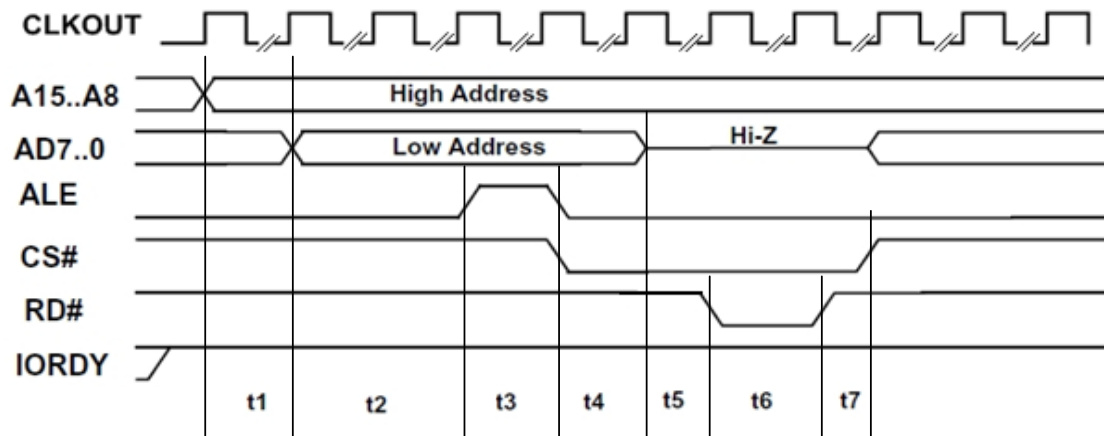 CLKOUT
A15..A8 High Address
AD7..0 Low Address Hi-Z
ALE
CS#
RD#
IORDY
t1 t2 t3 t4 t5 t6 t7